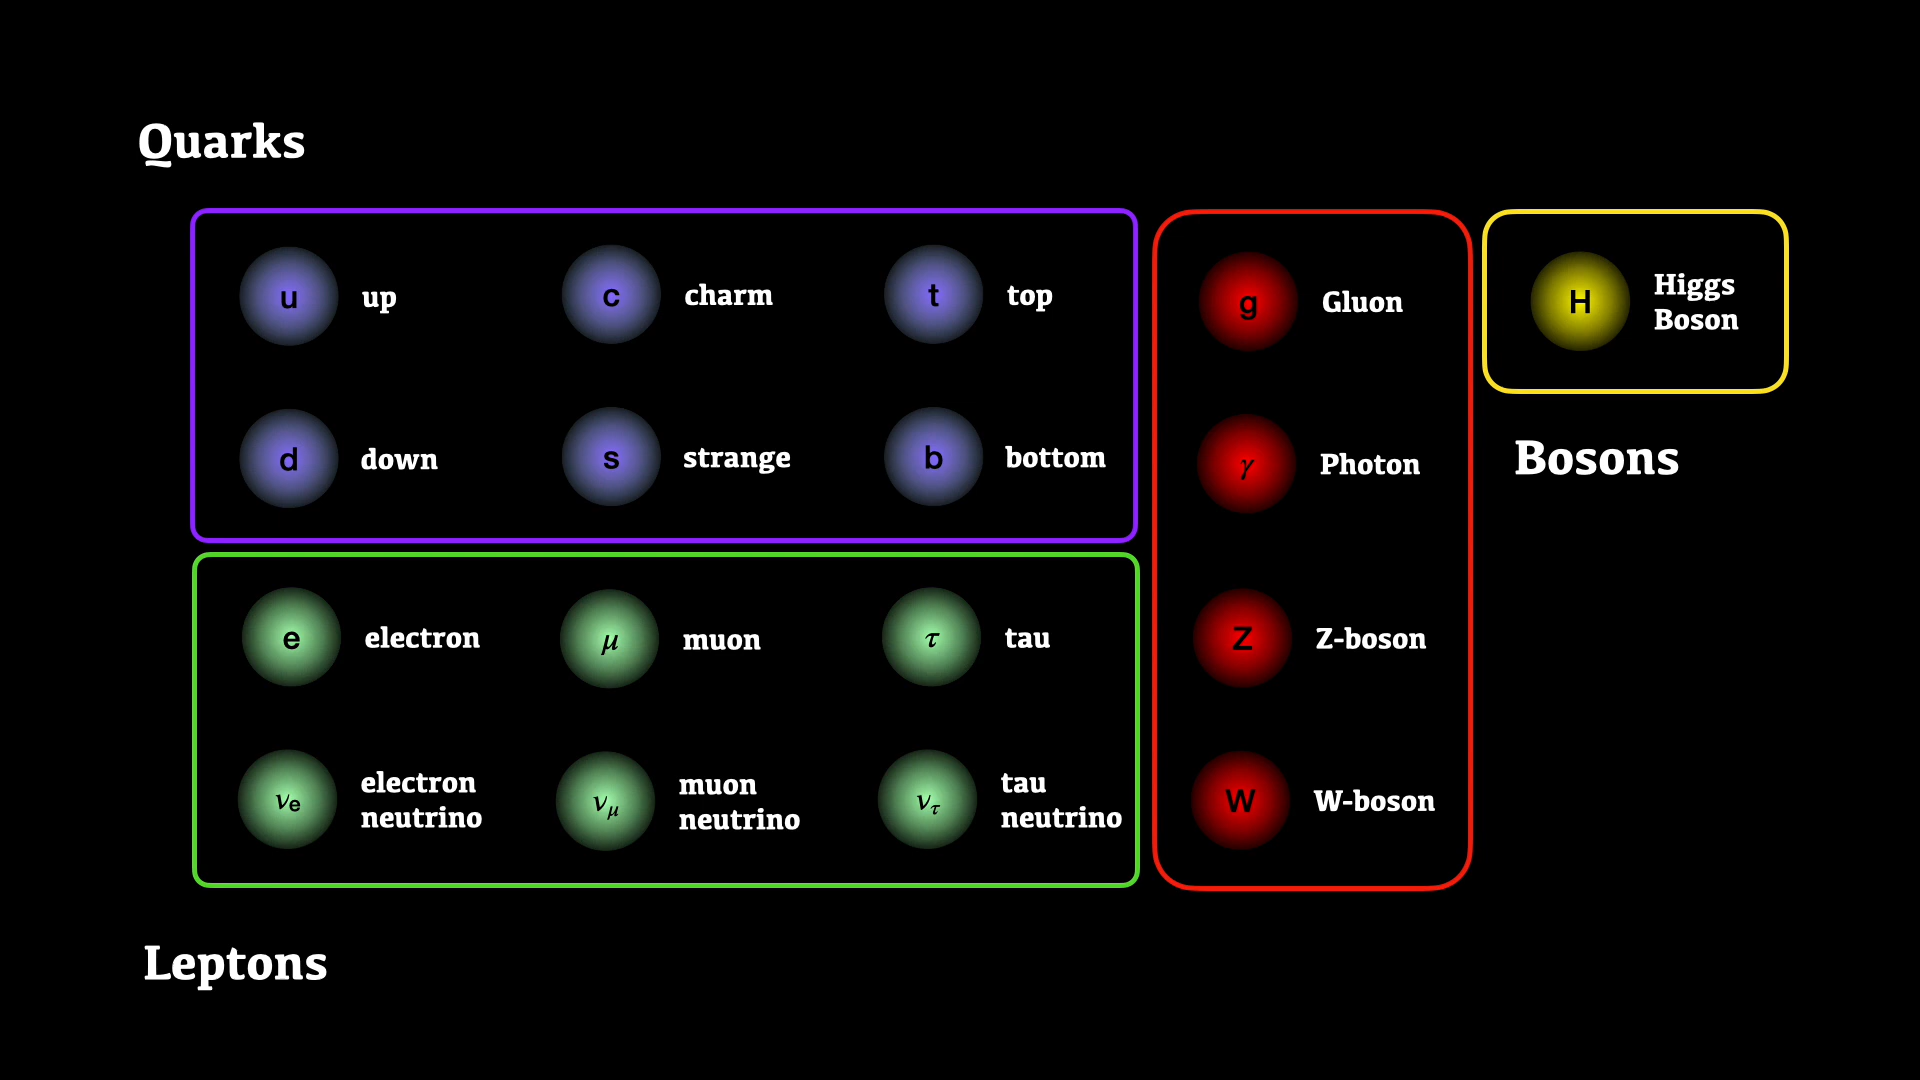 Quarks
u up c charm t top
d down s strange b bottom
e electron μ muon τ tau
νe electron
neutrino
νμ muon
neutrino
ντ tau
neutrino
Leptons
g Gluon
γ Photon
Z Z-boson
W W-boson
H Higgs
Boson
Bosons